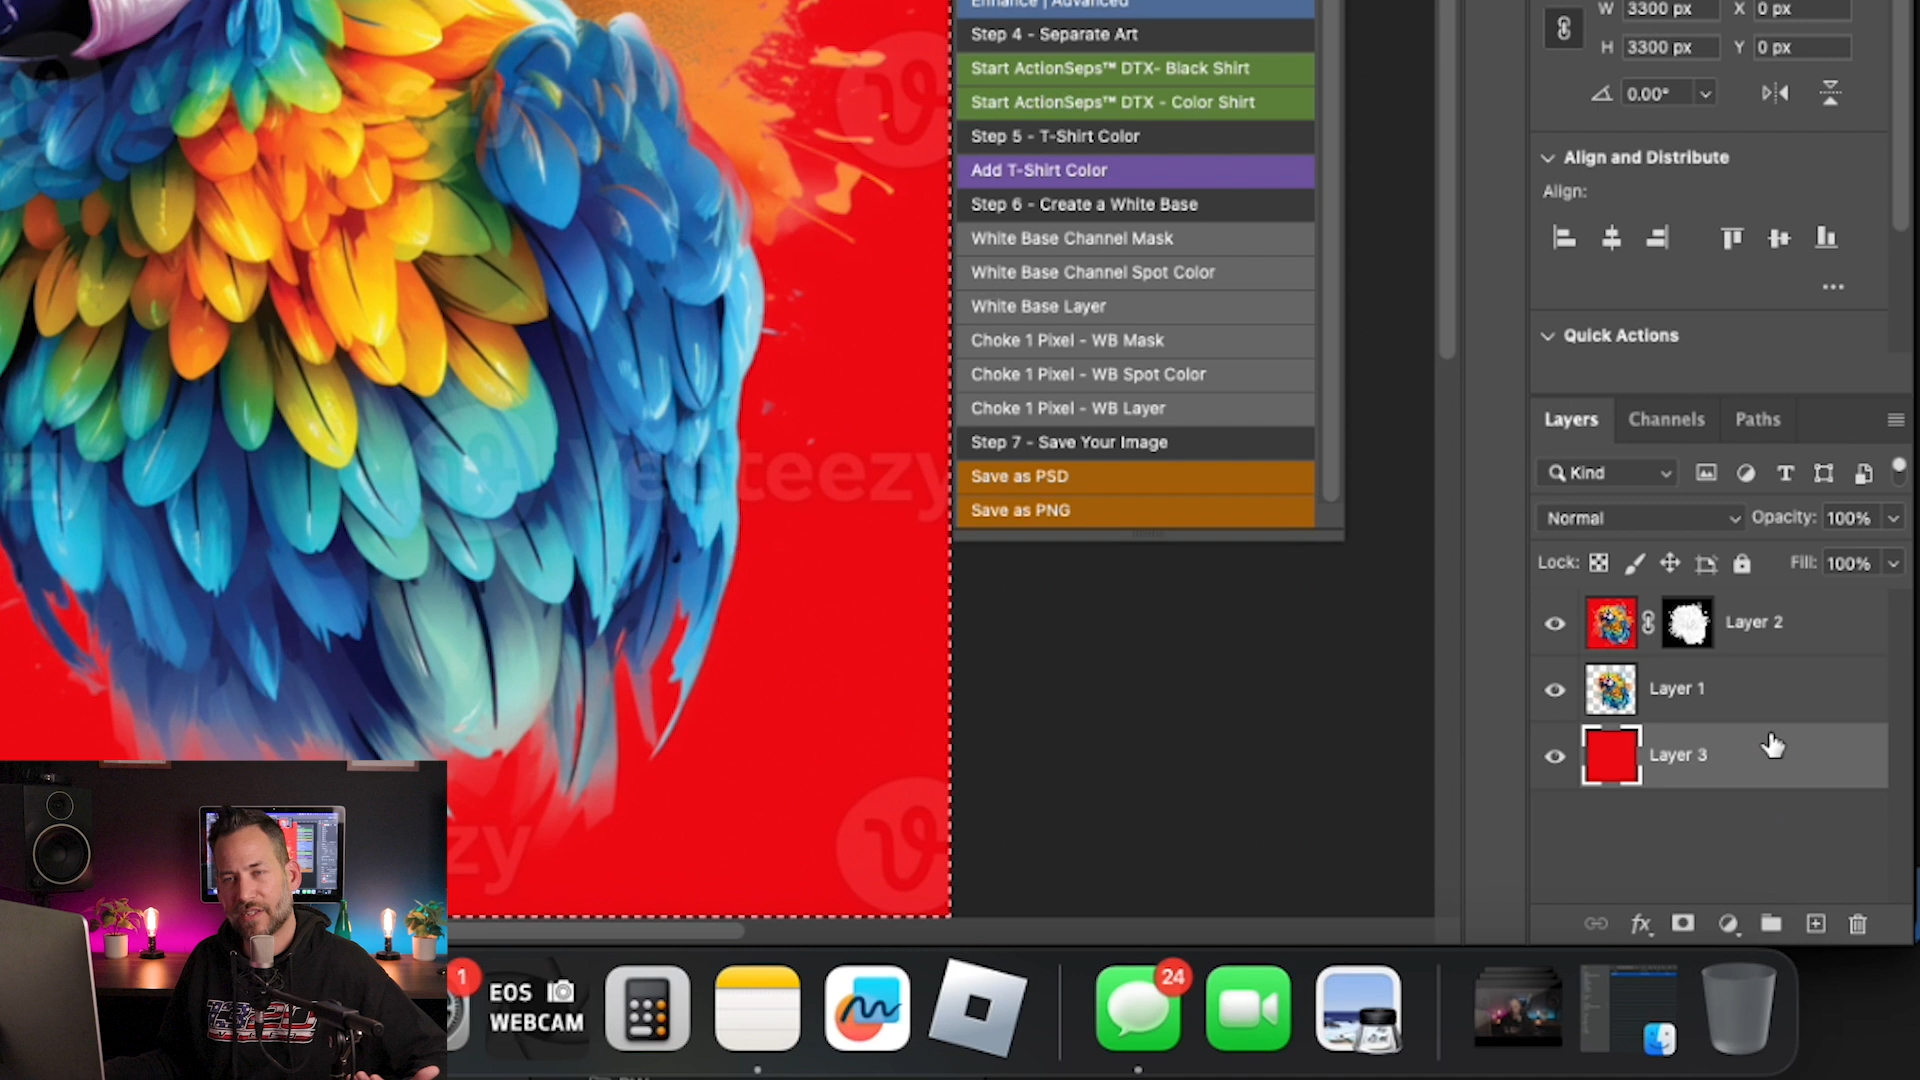 Enhance | Advanced
Step 4 - Separate Art
Start ActionSeps™ DTX- Black Shirt
Start ActionSeps™ DTX - Color Shirt
Step 5 - T-Shirt Color
Add T-Shirt Color
Step 6 - Create a White Base
White Base Channel Mask
White Base Channel Spot Color
White Base Layer
Choke 1 Pixel - WB Mask
Choke 1 Pixel - WB Spot Color
Choke 1 Pixel - WB Layer
Step 7 - Save Your Image
Save as PSD
Save as PNG
W 3300 px X 0 px
H 3300 px Y 0 px
0.00°
Align and Distribute
Align:
Quick Actions
Layers Channels Paths
Kind
Normal Opacity: 100%
Lock: Fill: 100%
Layer 2
Layer 1
Layer 3
Vecteezy
zy
zy
1
EOS
WEBCAM
24